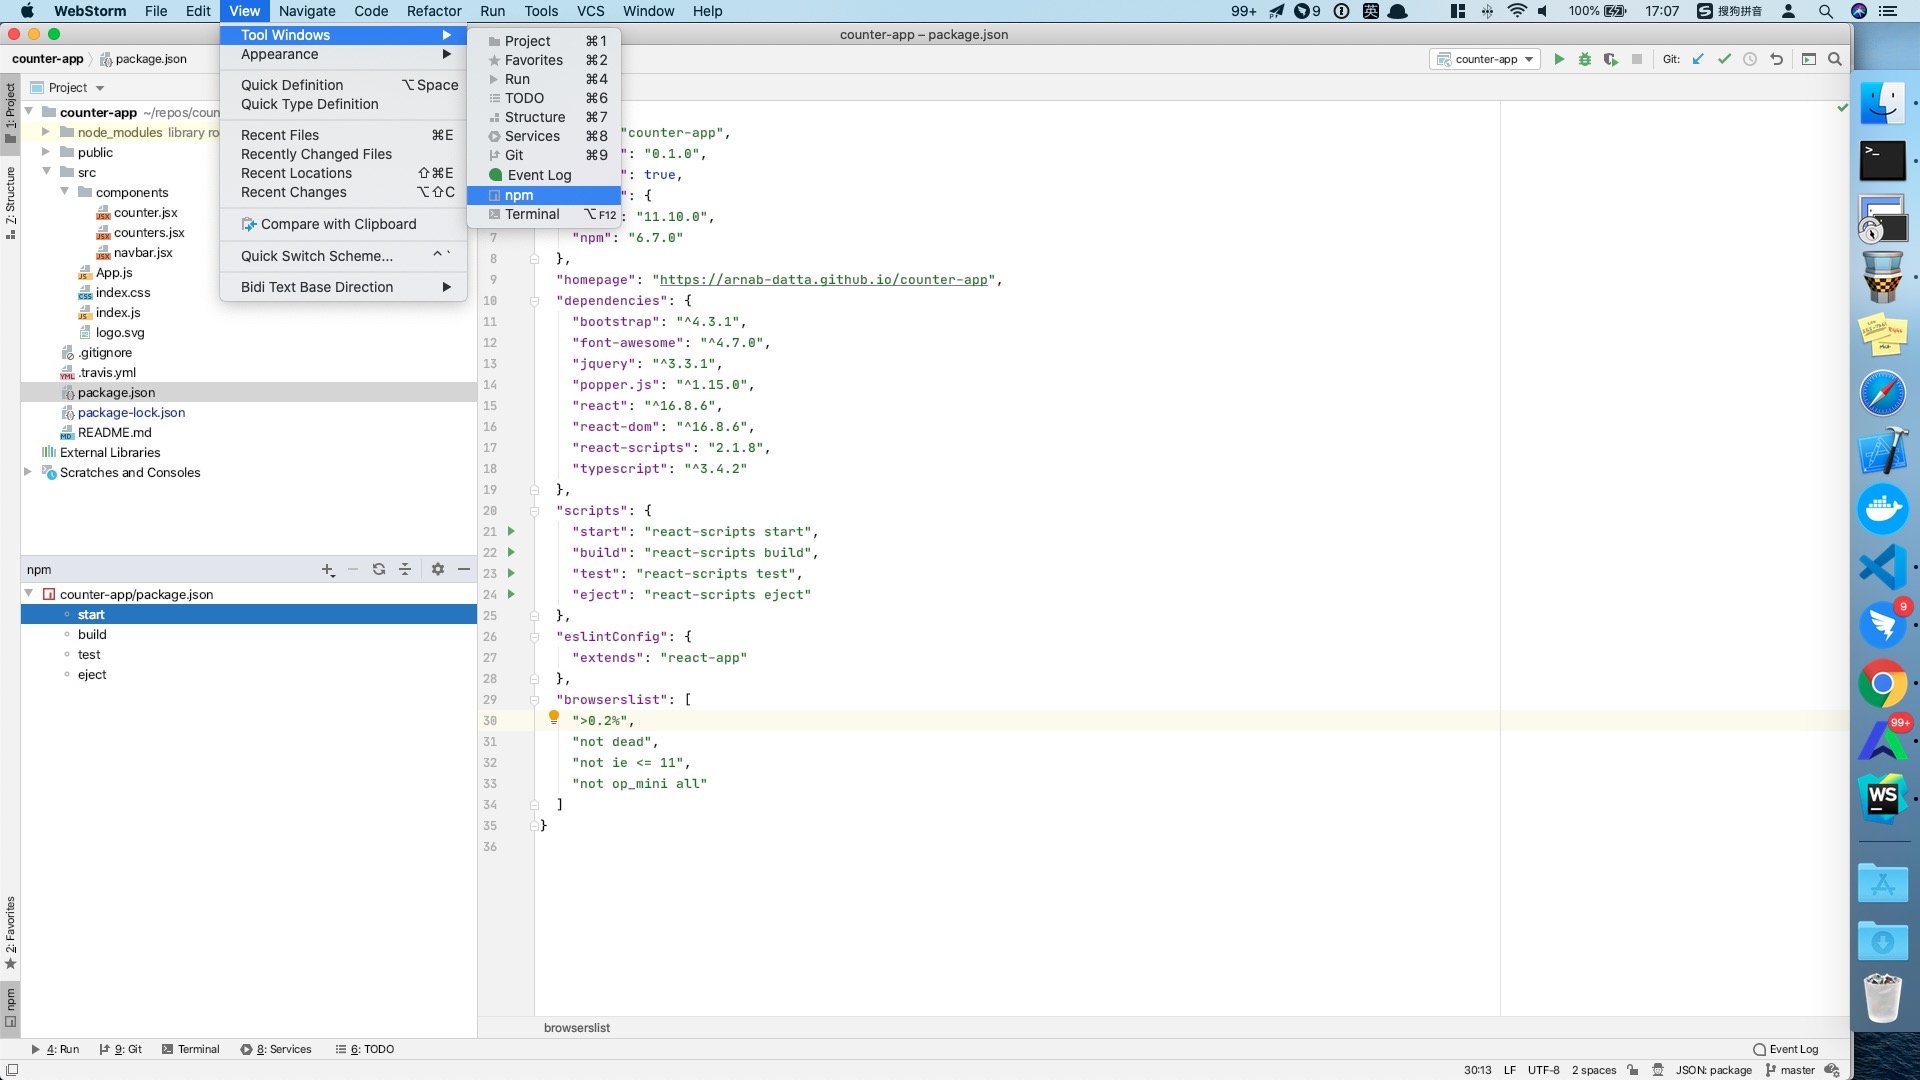 WebStorm File Edit View Navigate Code Refactor Run Tools VCS Window Help 99+ 9 英 100% 17:07 S 搜狗拼音
counter-app – package.json
counter-app package.json
counter-app Git:
Tool Windows
Appearance
Quick Definition ⌥Space
Quick Type Definition
Recent Files ⌘E
Recently Changed Files
Recent Locations ⇧⌘E
Recent Changes ⌥⇧C
Compare with Clipboard
Quick Switch Scheme... ^ `
Bidi Text Base Direction
Project ⌘1
Favorites ⌘2
Run ⌘4
TODO ⌘6
Structure ⌘7
Services ⌘8
Git ⌘9
Event Log
npm
Terminal ⌥F12
1: Project
7: Structure
2: Favorites
npm
Project
counter-app ~/repos/coun
node_modules library ro
public
src
components
JSX counter.jsx
JSX counters.jsx
JSX navbar.jsx
JS App.js
CSS index.css
JS index.js
logo.svg
.gitignore
YML .travis.yml
package.json
package-lock.json
MD README.md
External Libraries
Scratches and Consoles
npm
counter-app/package.json
start
build
test
eject
"counter-app",
": "0.1.0",
": true,
": {
: "11.10.0",
7 "npm": "6.7.0"
8 },
9 "homepage": "https://arnab-datta.github.io/counter-app",
10 "dependencies": {
11 "bootstrap": "^4.3.1",
12 "font-awesome": "^4.7.0",
13 "jquery": "^3.3.1",
14 "popper.js": "^1.15.0",
15 "react": "^16.8.6",
16 "react-dom": "^16.8.6",
17 "react-scripts": "2.1.8",
18 "typescript": "^3.4.2"
19 },
20 "scripts": {
21 "start": "react-scripts start",
22 "build": "react-scripts build",
23 "test": "react-scripts test",
24 "eject": "react-scripts eject"
25 },
26 "eslintConfig": {
27 "extends": "react-app"
28 },
29 "browserslist": [
30 ">0.2%",
31 "not dead",
32 "not ie <= 11",
33 "not op_mini all"
34 ]
35 }
36
browserslist
4: Run 9: Git Terminal 8: Services 6: TODO Event Log
30:13 LF UTF-8 2 spaces JSON: package master
9
99+
WS